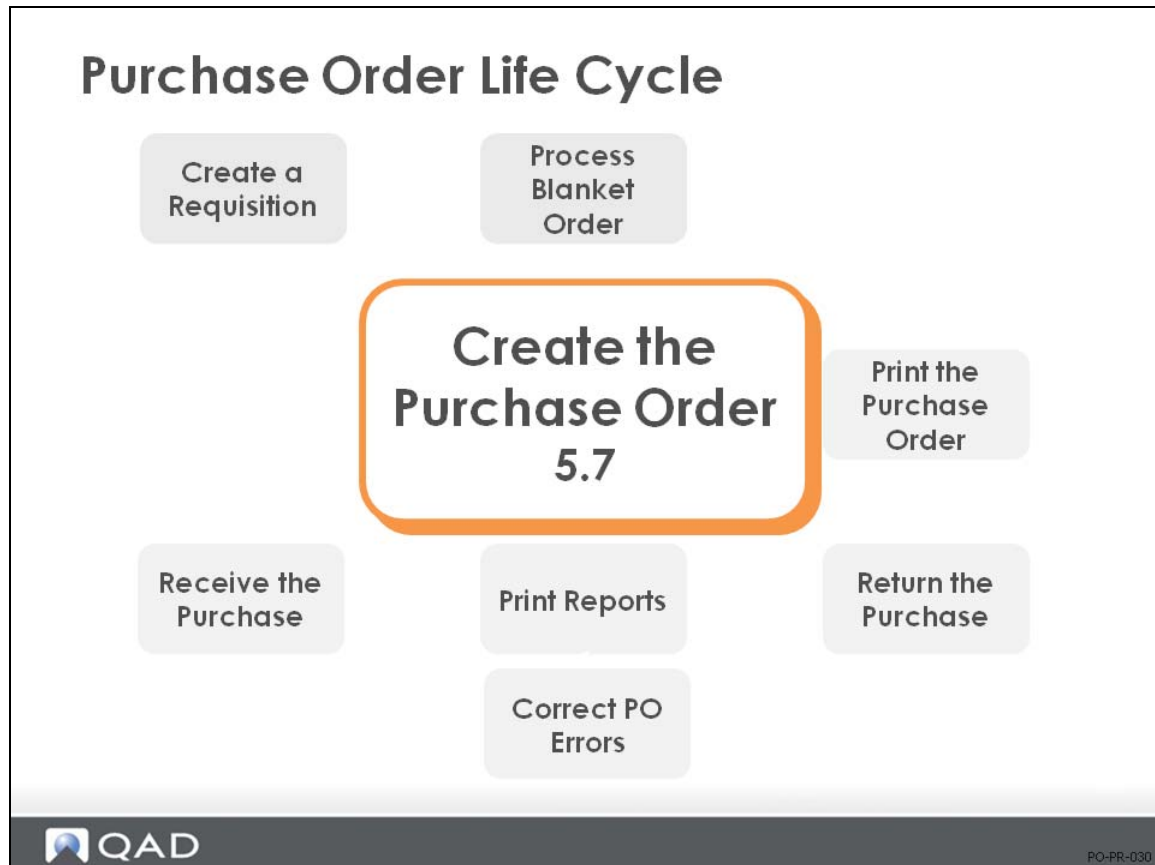 Purchase Order Life Cycle
Create a
Requisition
Process
Blanket
Order
Create the
Purchase Order
5.7
Print the
Purchase
Order
Receive the
Purchase
Print Reports
Return the
Purchase
Correct PO
Errors
QAD
PO-PR-030